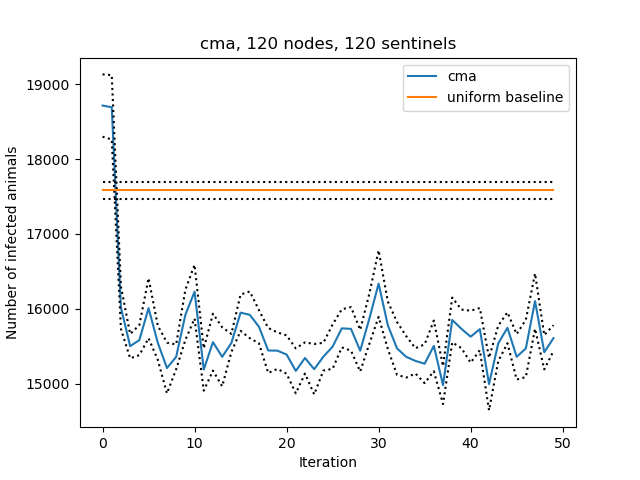 cma, 120 nodes, 120 sentinels
cma
uniform baseline
Number of infected animals
19000
18000
17000
16000
15000
0 10 20 30 40 50
Iteration